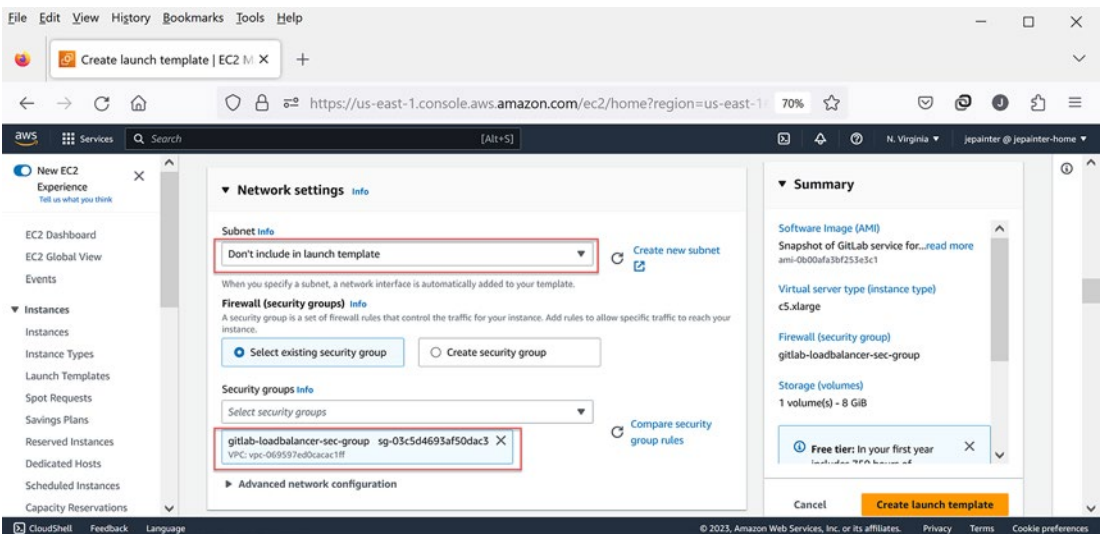 File Edit View History Bookmarks Tools Help
Create launch template | EC2 M
https://us-east-1.console.aws.amazon.com/ec2/home?region=us-east-1
70%
aws
Services
Search
[Alt+S]
N. Virginia
jepainter @ jepainter-home
New EC2
Experience
Tell us what you think
EC2 Dashboard
EC2 Global View
Events
Instances
Instances
Instance Types
Launch Templates
Spot Requests
Savings Plans
Reserved Instances
Dedicated Hosts
Scheduled Instances
Capacity Reservations
Network settings Info
Subnet Info
Don't include in launch template
Create new subnet
When you specify a subnet, a network interface is automatically added to your template.
Firewall (security groups) Info
A security group is a set of firewall rules that control the traffic for your instance. Add rules to allow specific traffic to reach your
instance.
Select existing security group
Create security group
Security groups Info
Select security groups
Compare security
group rules
gitlab-loadbalancer-sec-group sg-03c5d4693af50dac3
VPC: vpc-069597ed0cacac1ff
Advanced network configuration
Summary
Software Image (AMI)
Snapshot of GitLab service for...read more
ami-0b00afa3bf253e3c1
Virtual server type (instance type)
c5.xlarge
Firewall (security group)
gitlab-loadbalancer-sec-group
Storage (volumes)
1 volume(s) - 8 GiB
Free tier: In your first year
includes 750 hours of
Cancel
Create launch template
CloudShell Feedback Language
© 2023, Amazon Web Services, Inc. or its affiliates. Privacy Terms Cookie preferences